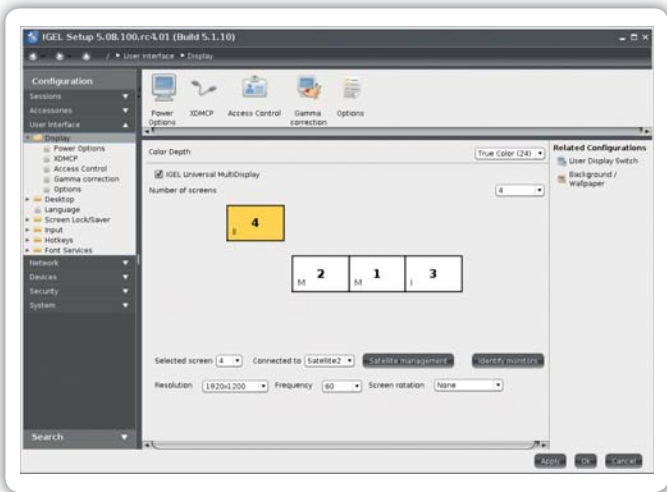 IGEL Setup 5.08.100.rc4.01 (Build 5.1.10)
/ User Interface Display
Configuration
Sessions
Accessories
User Interface
Display
Power Options
XDMCP
Access Control
Gamma correction
Options
Desktop
Language
Screen Lock/Saver
Input
Hotkeys
Font Services
Network
Devices
Security
System
Search
Power Options
XDMCP
Access Control
Gamma correction
Options
Color Depth
True Color (24)
IGEL Universal MultiDisplay
Number of screens
4
4
2
M
1
M
3
Selected screen 4 Connected to Satellite2 Satellite management Identify monitors
Resolution 1920x1200 Frequency 60 Screen rotation None
Related Configurations
User Display Switch
Background / Wallpaper
Apply Ok Cancel